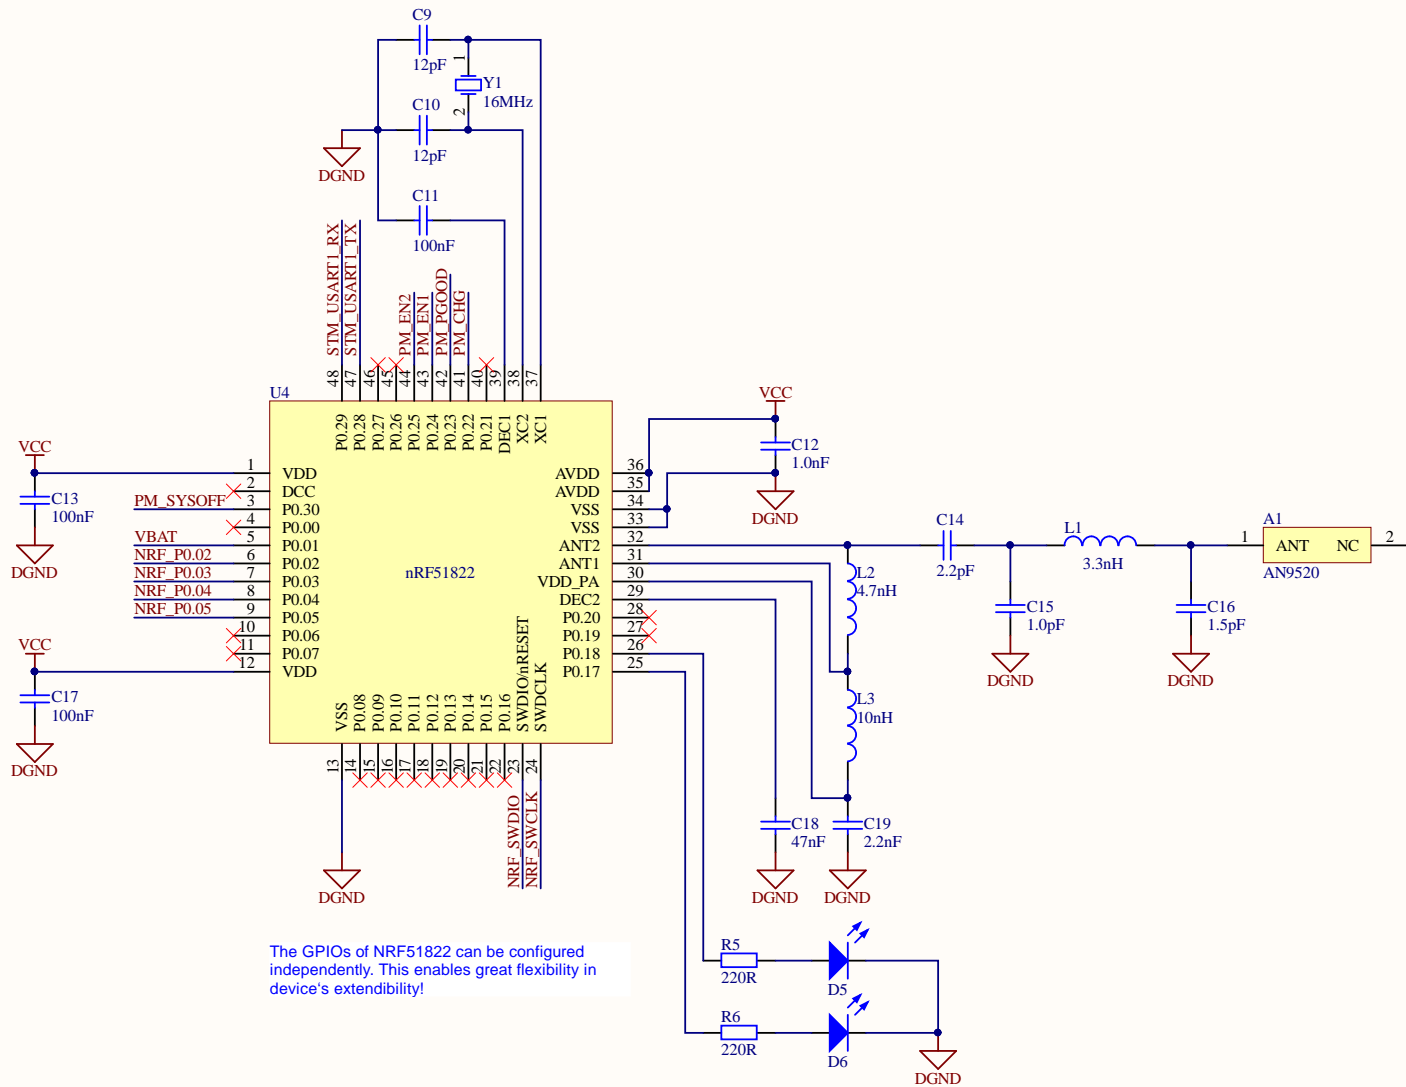 C9
12pF
1
Y1
16MHz
2
C10
12pF
DGND
C11
100nF
STM_USART1_RX
STM_USART1_TX
PM_EN2
PM_EN1
PM_PGOOD
PM_CHG
48
47
46
45
44
43
42
41
40
39
38
37
U4
P0.29
P0.28
P0.27
P0.26
P0.25
P0.24
P0.23
P0.22
P0.21
DEC1
XC2
XC1
VCC
C13
100nF
DGND
PM_SYSOFF
VBAT
NRF_P0.02
NRF_P0.03
NRF_P0.04
NRF_P0.05
VCC
C17
100nF
DGND
1 VDD
2 DCC
3 P0.30
4 P0.00
5 P0.01
6 P0.02
7 P0.03
8 P0.04
9 P0.05
10 P0.06
11 P0.07
12 VDD
nRF51822
AVDD 36
AVDD 35
VSS 34
VSS 33
ANT2 32
ANT1 31
VDD_PA 30
DEC2 29
P0.20 28
P0.19 27
P0.18 26
P0.17 25
VSS
P0.08
P0.09
P0.10
P0.11
P0.12
P0.13
P0.14
P0.15
P0.16
SWDIO/nRESET
SWDCLK
13
14
15
16
17
18
19
20
21
22
23
24
DGND
NRF_SWDIO
NRF_SWCLK
VCC
C12
1.0nF
DGND
L2
4.7nH
L3
10nH
C14
2.2pF
C15
1.0pF
DGND
L1
3.3nH
C16
1.5pF
DGND
A1
1 ANT NC 2
AN9520
C18
47nF
DGND
C19
2.2nF
DGND
The GPIOs of NRF51822 can be configured
independently. This enables great flexibility in
device's extendibility!
R5
220R
D5
R6
220R
D6
DGND